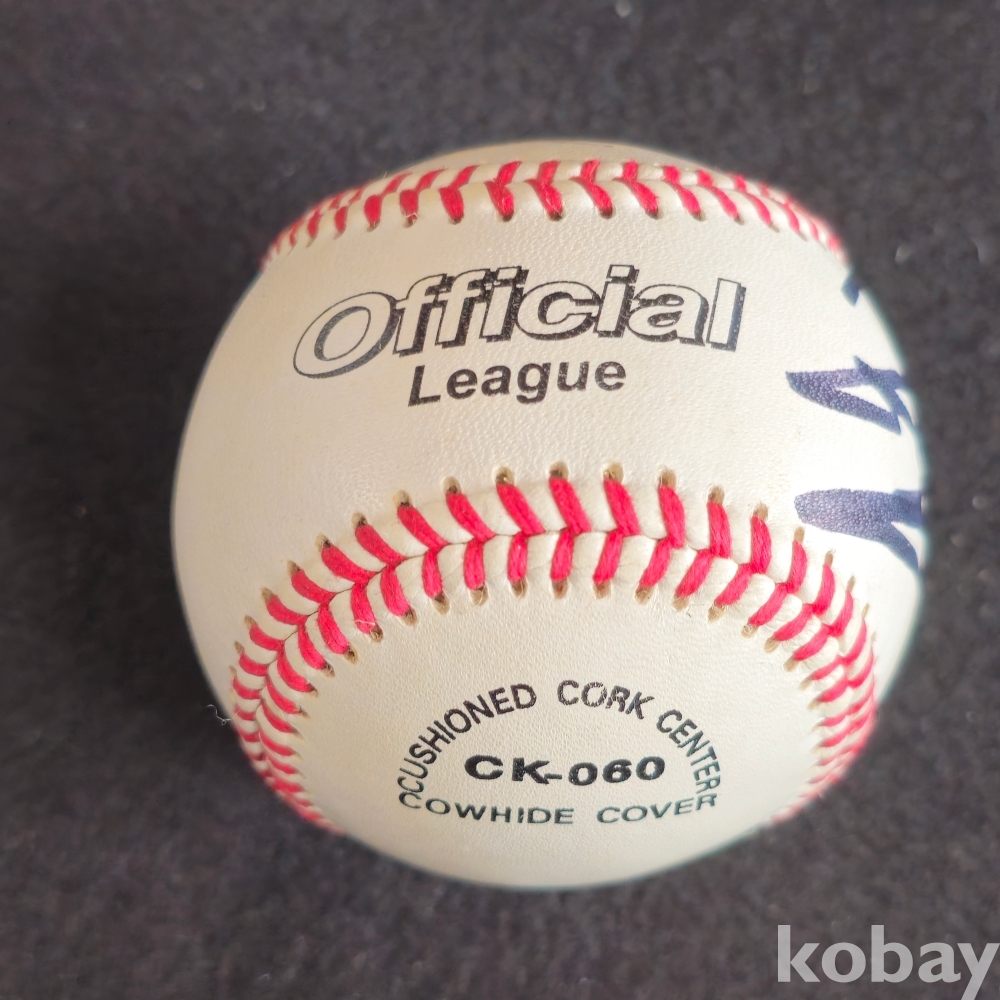 Official
League
CUSHIONED CORK CENTER
CK-060
COWHIDE COVER
kobay